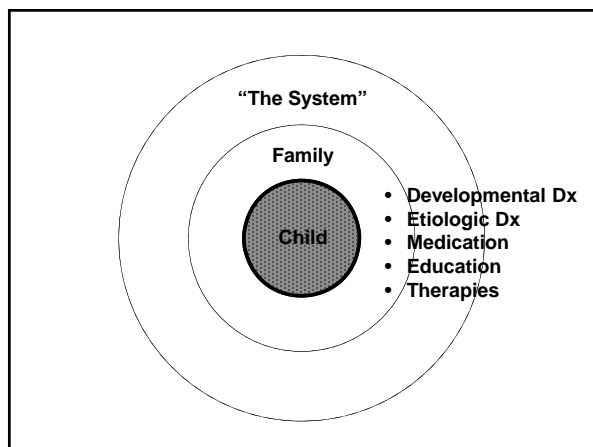 “The System”
Family
Child
• Developmental Dx
• Etiologic Dx
• Medication
• Education
• Therapies